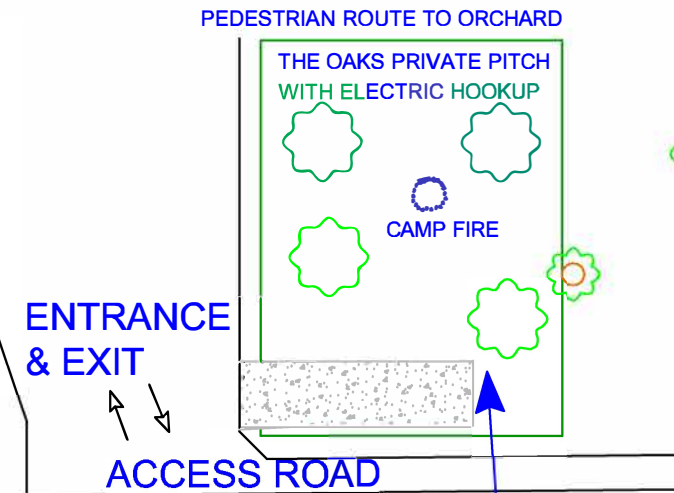 PEDESTRIAN ROUTE TO ORCHARD
THE OAKS PRIVATE PITCH
WITH ELECTRIC HOOKUP
CAMP FIRE
ENTRANCE
& EXIT
ACCESS ROAD